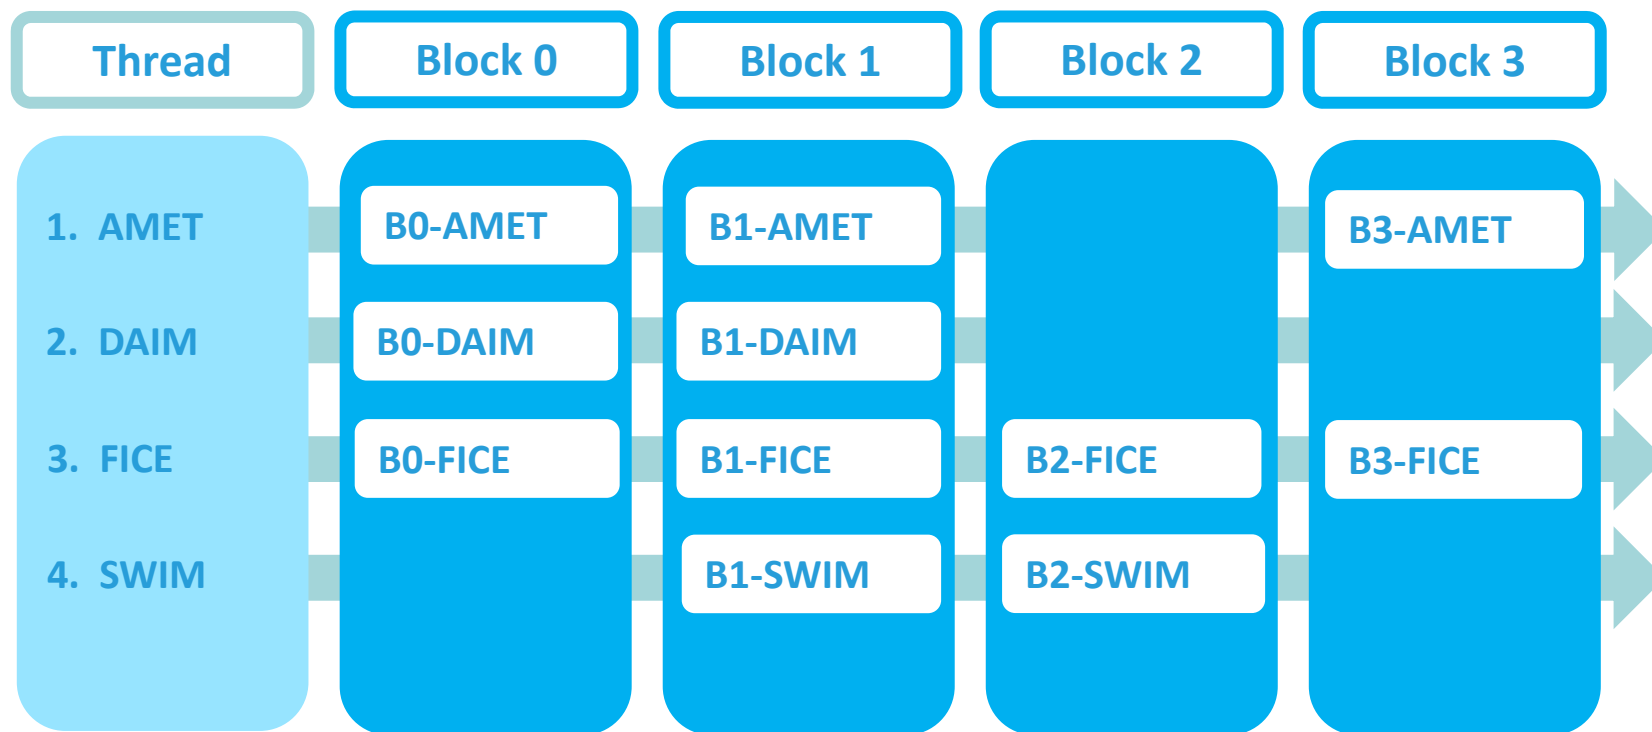 Thread Block 0 Block 1 Block 2 Block 3
1. AMET B0-AMET B1-AMET B3-AMET
2. DAIM B0-DAIM B1-DAIM
3. FICE B0-FICE B1-FICE B2-FICE B3-FICE
4. SWIM B1-SWIM B2-SWIM